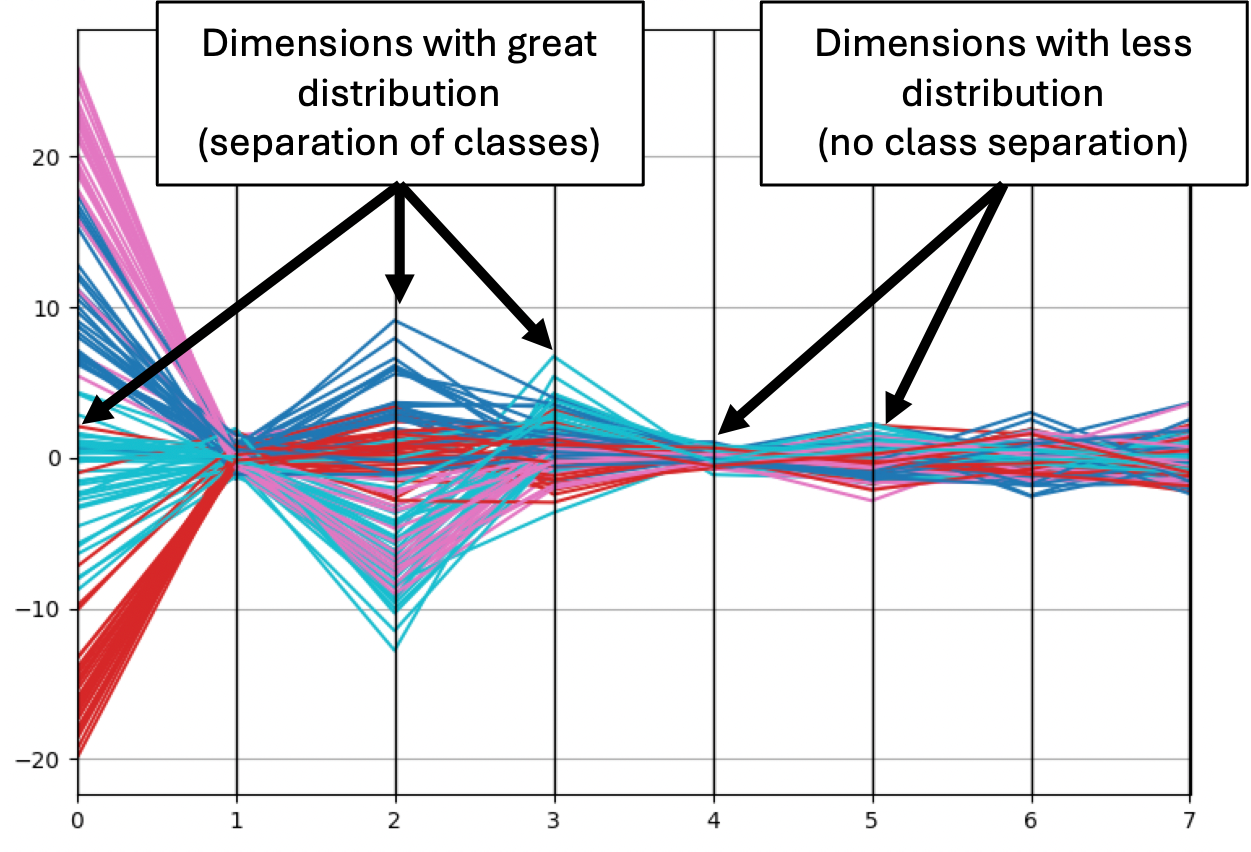 Dimensions with great
distribution
(separation of classes)
Dimensions with less
distribution
(no class separation)
20
10
0
−10
−20
0 1 2 3 4 5 6 7